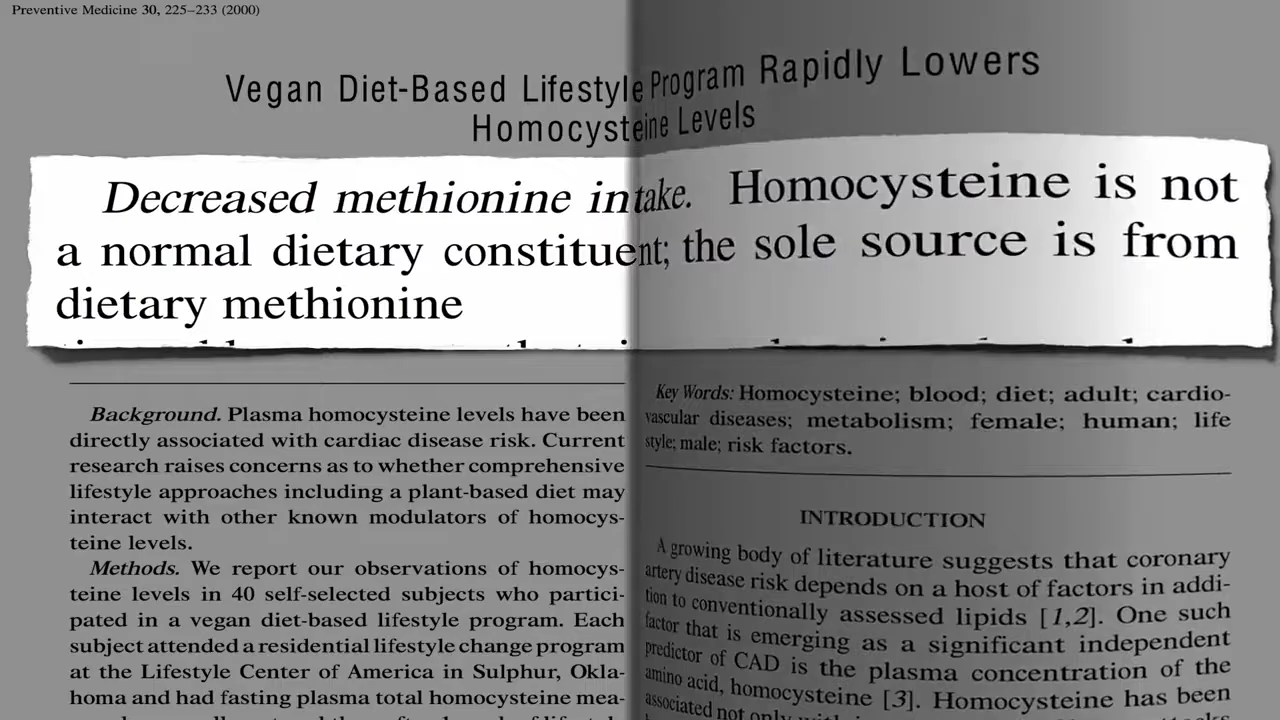 Preventive Medicine 30, 225–233 (2000)
Vegan Diet-Based Lifestyle Program Rapidly Lowers
Homocysteine Levels
Decreased methionine intake. Homocysteine is not
a normal dietary constituent; the sole source is from
dietary methionine
Background. Plasma homocysteine levels have been
directly associated with cardiac disease risk. Current
research raises concerns as to whether comprehensive
lifestyle approaches including a plant-based diet may
interact with other known modulators of homocys-
teine levels.
Methods. We report our observations of homocys-
teine levels in 40 self-selected subjects who partici-
pated in a vegan diet-based lifestyle program. Each
subject attended a residential lifestyle change program
at the Lifestyle Center of America in Sulphur, Okla-
homa and had fasting plasma total homocysteine mea-
Key Words: Homocysteine; blood; diet; adult; cardio-
vascular diseases; metabolism; female; human; life
style; male; risk factors.
INTRODUCTION
A growing body of literature suggests that coronary
artery disease risk depends on a host of factors in addi-
tion to conventionally assessed lipids [1,2]. One such
factor that is emerging as a significant independent
predictor of CAD is the plasma concentration of the
amino acid, homocysteine [3]. Homocysteine has been
associated not only with